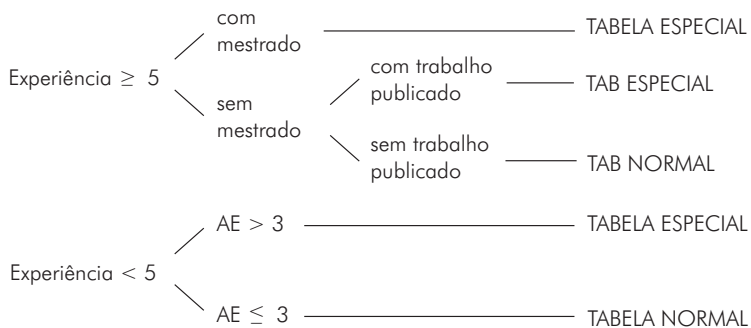 com
mestrado
TABELA ESPECIAL
Experiência ≥ 5
com trabalho
publicado
TAB ESPECIAL
sem
mestrado
sem trabalho
publicado
TAB NORMAL
AE > 3
TABELA ESPECIAL
Experiência < 5
AE ≤ 3
TABELA NORMAL